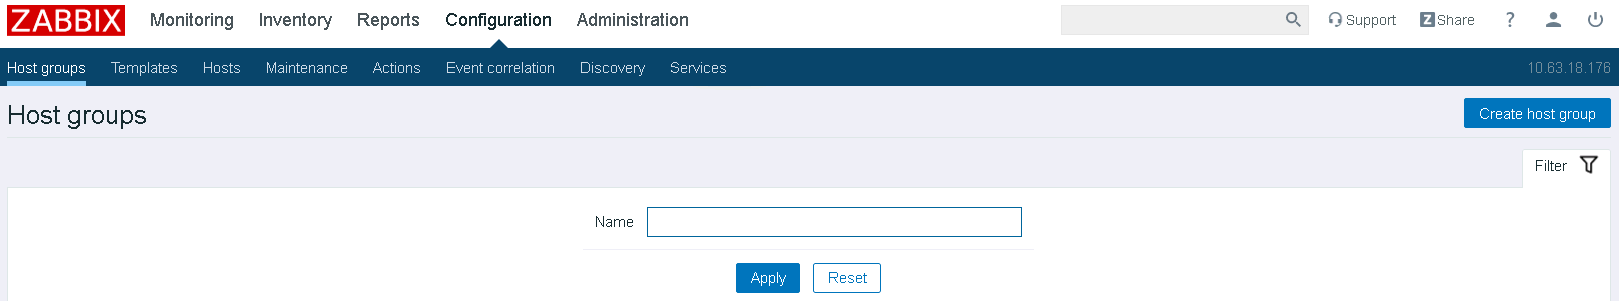 ZABBIX Monitoring Inventory Reports Configuration Administration Support Z Share ?
Host groups Templates Hosts Maintenance Actions Event correlation Discovery Services 10.63.18.176
Host groups Create host group
Filter
Name
Apply Reset